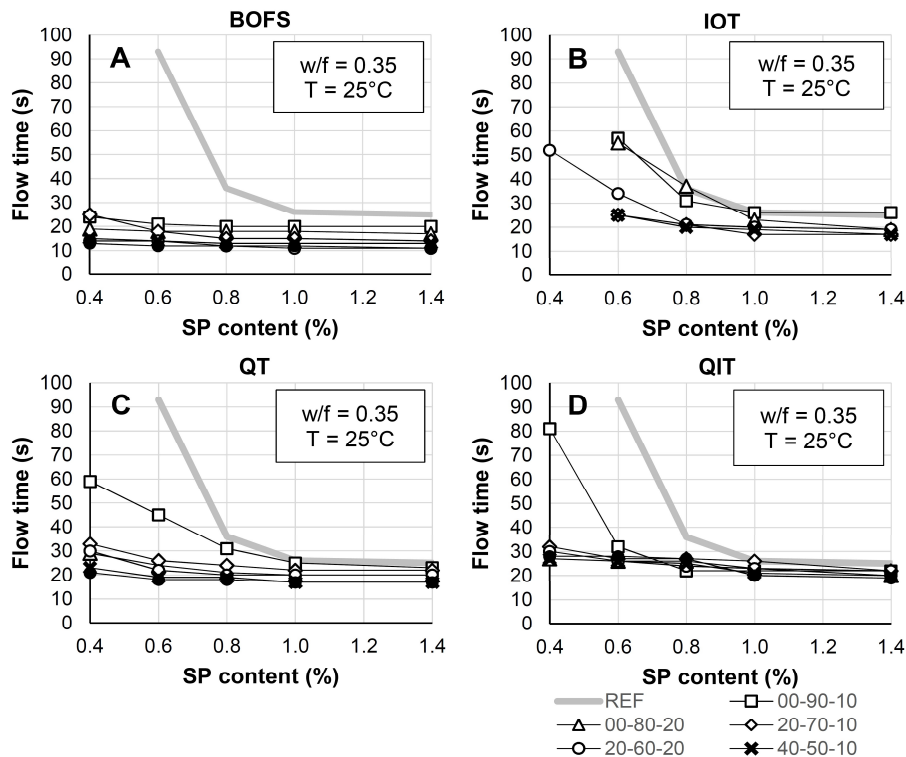 BOFS
A
w/f = 0.35
T = 25°C
100
90
80
70
60
50
40
30
20
10
0
Flow time (s)
0.4 0.6 0.8 1.0 1.2 1.4
SP content (%)
IOT
B
w/f = 0.35
T = 25°C
100
90
80
70
60
50
40
30
20
10
0
Flow time (s)
0.4 0.6 0.8 1.0 1.2 1.4
SP content (%)
QT
C
w/f = 0.35
T = 25°C
100
90
80
70
60
50
40
30
20
10
0
Flow time (s)
0.4 0.6 0.8 1.0 1.2 1.4
SP content (%)
QIT
D
w/f = 0.35
T = 25°C
100
90
80
70
60
50
40
30
20
10
0
Flow time (s)
0.4 0.6 0.8 1.0 1.2 1.4
SP content (%)
REF 00-90-10
00-80-20 20-70-10
20-60-20 40-50-10